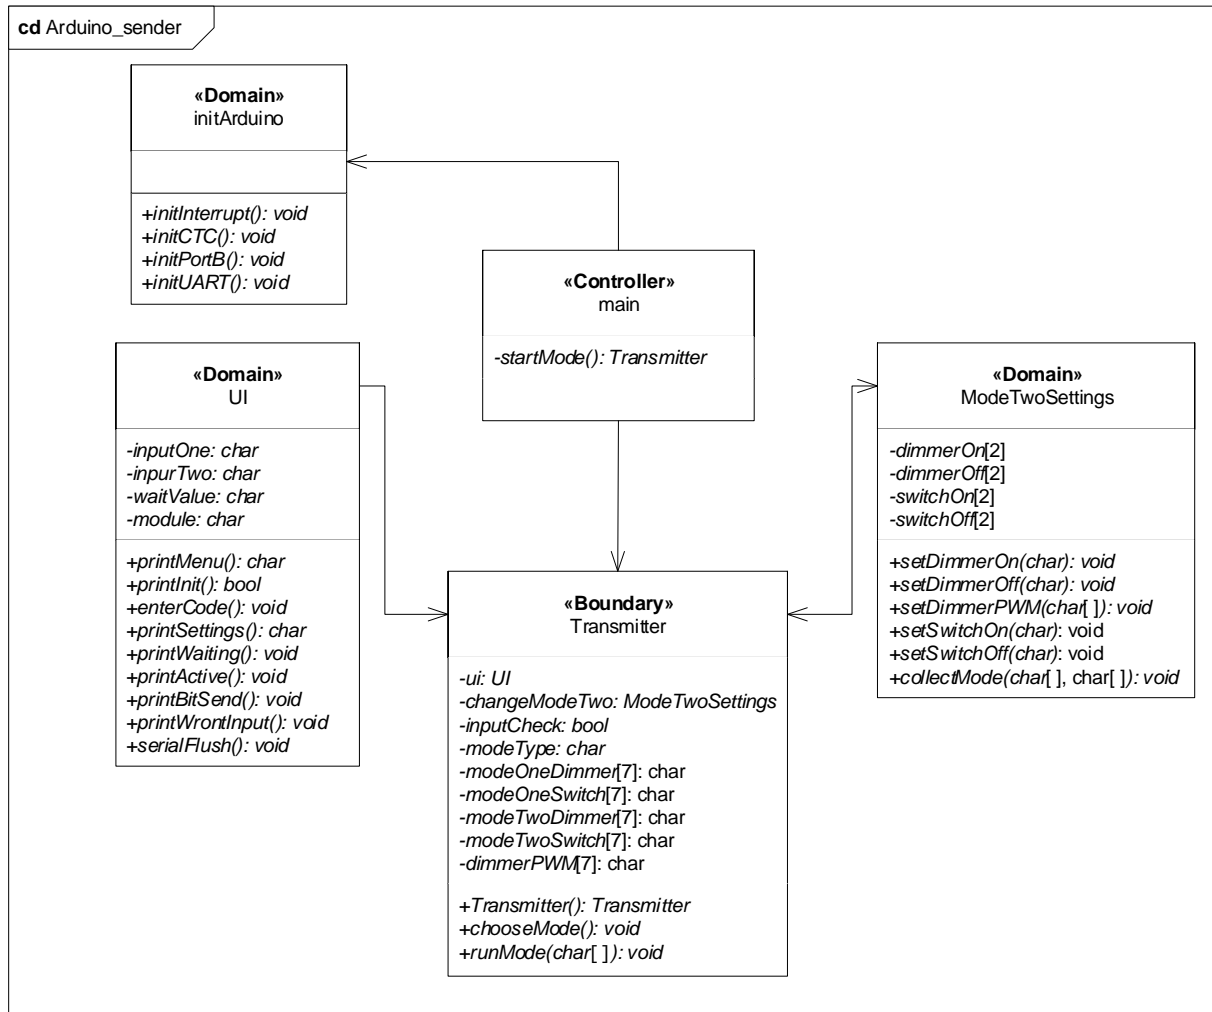 cd Arduino_sender
«Domain»
initArduino
+initInterrupt(): void
+initCTC(): void
+initPortB(): void
+initUART(): void
«Controller»
main
-startMode(): Transmitter
«Domain»
UI
-inputOne: char
-inpurTwo: char
-waitValue: char
-module: char
+printMenu(): char
+printInit(): bool
+enterCode(): void
+printSettings(): char
+printWaiting(): void
+printActive(): void
+printBitSend(): void
+printWrontInput(): void
+serialFlush(): void
«Domain»
ModeTwoSettings
-dimmerOn[2]
-dimmerOff[2]
-switchOn[2]
-switchOff[2]
+setDimmerOn(char): void
+setDimmerOff(char): void
+setDimmerPWM(char[ ]): void
+setSwitchOn(char): void
+setSwitchOff(char): void
+collectMode(char[ ], char[ ]): void
«Boundary»
Transmitter
-ui: UI
-changeModeTwo: ModeTwoSettings
-inputCheck: bool
-modeType: char
-modeOneDimmer[7]: char
-modeOneSwitch[7]: char
-modeTwoDimmer[7]: char
-modeTwoSwitch[7]: char
-dimmerPWM[7]: char
+Transmitter(): Transmitter
+chooseMode(): void
+runMode(char[ ]): void